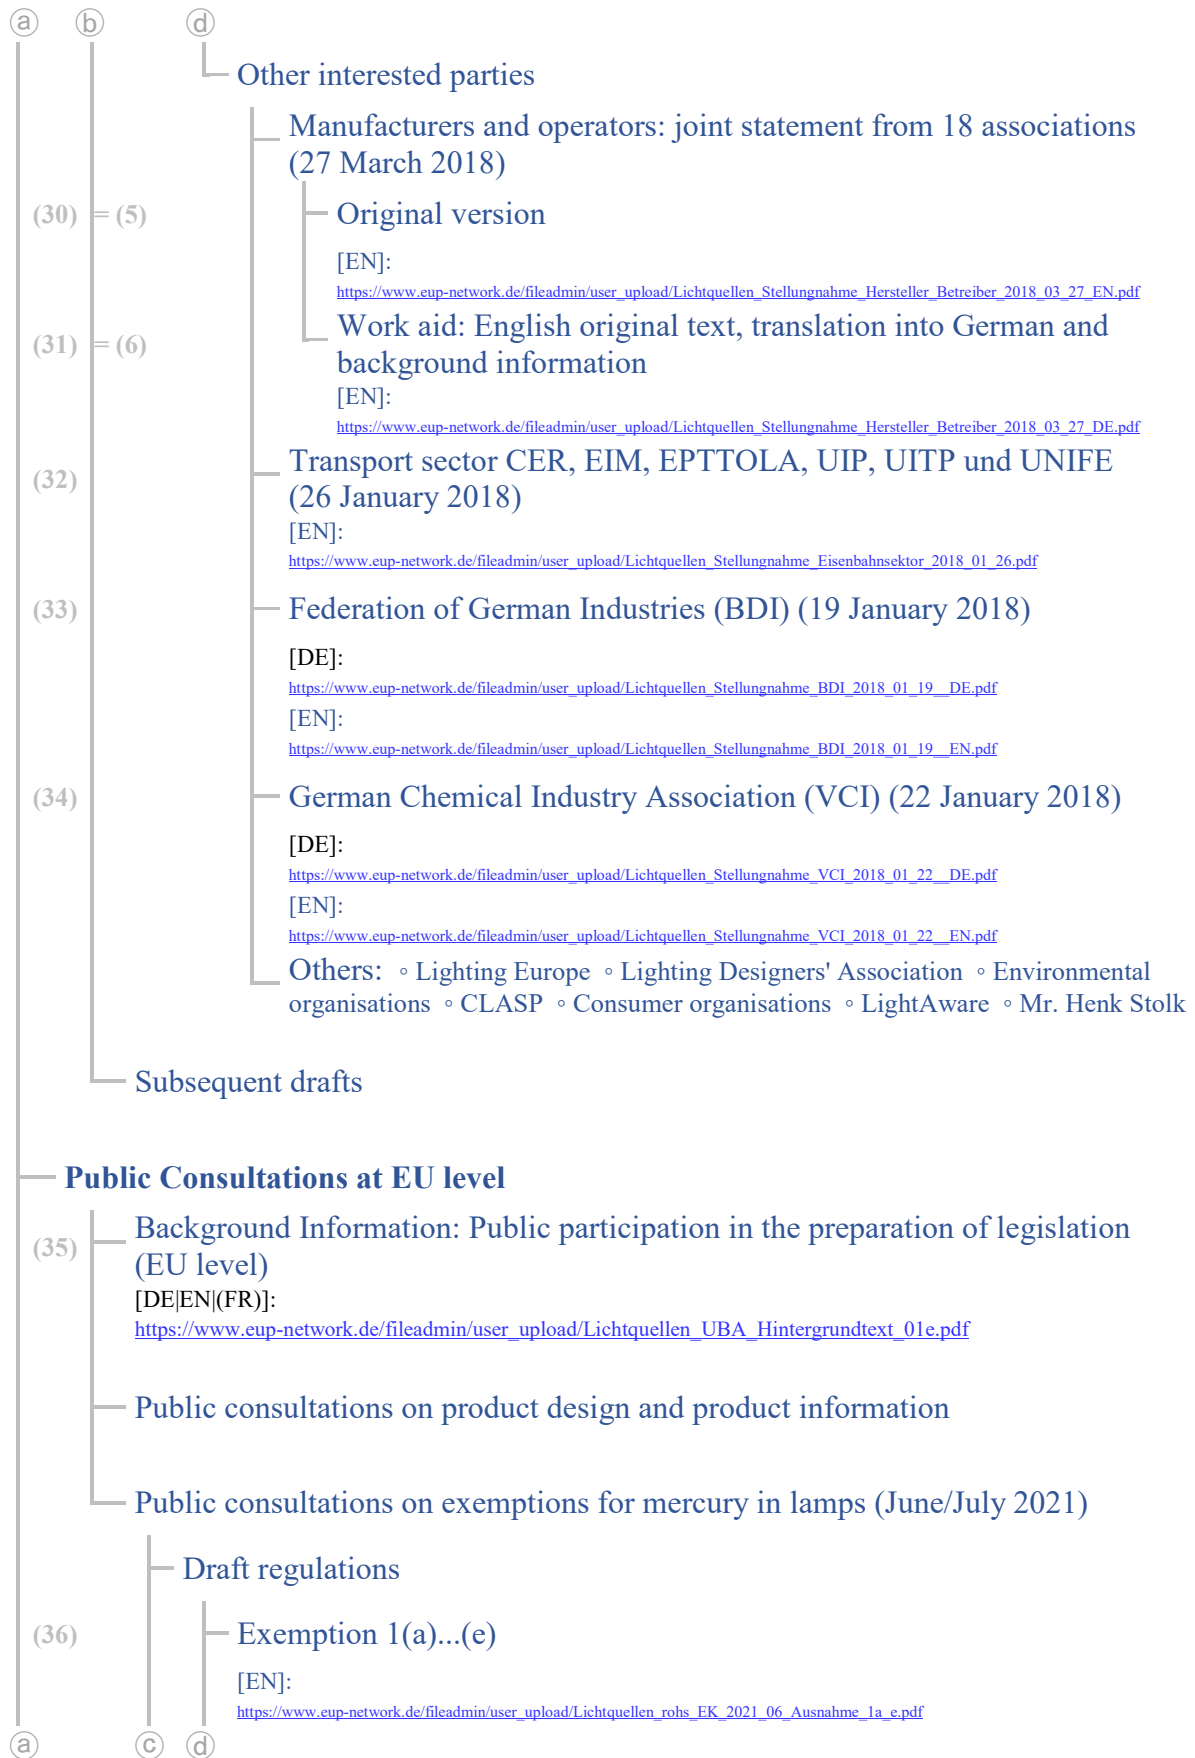 ⓐ ⓑ ⓓ
Other interested parties
Manufacturers and operators: joint statement from 18 associations
(27 March 2018)
(30) = (5) Original version
[EN]:
https://www.eup-network.de/fileadmin/user_upload/Lichtquellen_Stellungnahme_Hersteller_Betreiber_2018_03_27_EN.pdf
(31) = (6) Work aid: English original text, translation into German and
background information
[EN]:
https://www.eup-network.de/fileadmin/user_upload/Lichtquellen_Stellungnahme_Hersteller_Betreiber_2018_03_27_DE.pdf
(32) Transport sector CER, EIM, EPTTOLA, UIP, UITP und UNIFE
(26 January 2018)
[EN]:
https://www.eup-network.de/fileadmin/user_upload/Lichtquellen_Stellungnahme_Eisenbahnsektor_2018_01_26.pdf
(33) Federation of German Industries (BDI) (19 January 2018)
[DE]:
https://www.eup-network.de/fileadmin/user_upload/Lichtquellen_Stellungnahme_BDI_2018_01_19__DE.pdf
[EN]:
https://www.eup-network.de/fileadmin/user_upload/Lichtquellen_Stellungnahme_BDI_2018_01_19__EN.pdf
(34) German Chemical Industry Association (VCI) (22 January 2018)
[DE]:
https://www.eup-network.de/fileadmin/user_upload/Lichtquellen_Stellungnahme_VCI_2018_01_22__DE.pdf
[EN]:
https://www.eup-network.de/fileadmin/user_upload/Lichtquellen_Stellungnahme_VCI_2018_01_22__EN.pdf
Others: ◦ Lighting Europe ◦ Lighting Designers' Association ◦ Environmental
organisations ◦ CLASP ◦ Consumer organisations ◦ LightAware ◦ Mr. Henk Stolk
Subsequent drafts
Public Consultations at EU level
(35) Background Information: Public participation in the preparation of legislation
(EU level)
[DE|EN|(FR)]:
https://www.eup-network.de/fileadmin/user_upload/Lichtquellen_UBA_Hintergrundtext_01e.pdf
Public consultations on product design and product information
Public consultations on exemptions for mercury in lamps (June/July 2021)
Draft regulations
(36) Exemption 1(a)...(e)
[EN]:
https://www.eup-network.de/fileadmin/user_upload/Lichtquellen_rohs_EK_2021_06_Ausnahme_1a_e.pdf
ⓐ ⓒ ⓓ